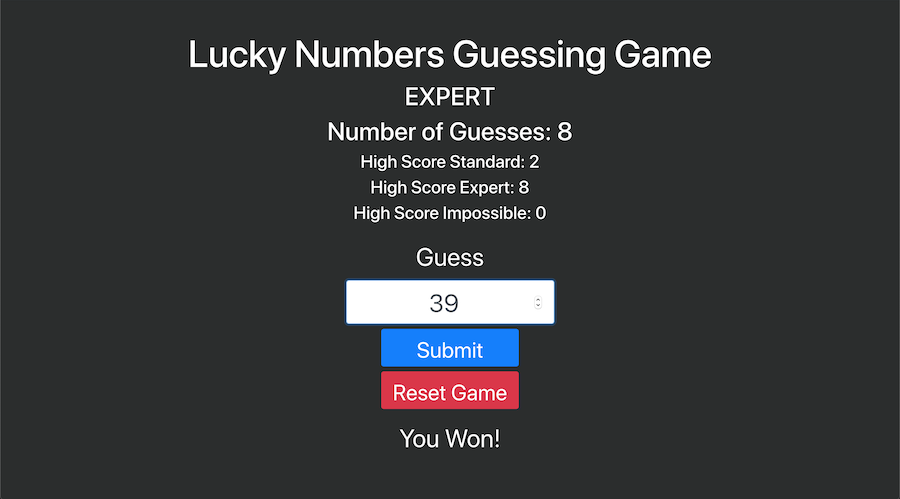 Lucky Numbers Guessing Game
EXPERT
Number of Guesses: 8
High Score Standard: 2
High Score Expert: 8
High Score Impossible: 0
Guess
39
Submit
Reset Game
You Won!